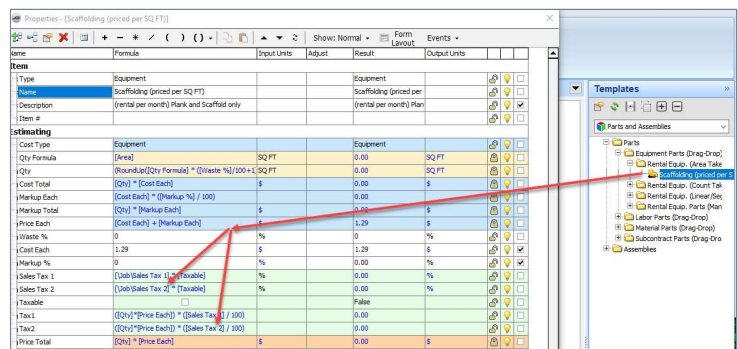 Properties - [Scaffolding (priced per SQ FT)]
Show: Normal Form Layout Events
Name Formula Input Units Adjust Result Output Units
Item
Type Equipment Equipment
Name Scaffolding (priced per SQ FT) Scaffolding (priced per
Description (rental per month) Plank and Scaffold only (rental per month) Plan
Item #
Estimating
Cost Type Equipment Equipment
Qty Formula [Area] SQ FT 0.00 SQ FT
Qty (RoundUp([Qty Formula] * ([Waste %]/100+1) SQ FT 0.00 SQ FT
Cost Total [Qty] * [Cost Each] $ 0.00 $
Markup Each [Cost Each] * ([Markup %] / 100) 0.00
Markup Total [Qty] * [Markup Each] $ 0.00 $
Price Each [Cost Each] + [Markup Each] $ 1.29 $
Waste % 0 % 0 %
Cost Each 1.29 $ 1.29 $
Markup % 0 % 0.00 %
Sales Tax 1 [\Job\Sales Tax 1] * [Taxable] % 0.00 %
Sales Tax 2 [\Job\Sales Tax 2] * [Taxable] % 0.00 %
Taxable False
Tax1 ([Qty]*[Price Each]) * ([Sales Tax 1] / 100) 0.00
Tax2 ([Qty]*[Price Each]) * ([Sales Tax 2] / 100) 0.00
Price Total [Qty] * [Price Each] $ 0.00 $
Templates
Parts and Assemblies
Parts
Equipment Parts (Drag-Drop)
Rental Equip. (Area Take
Scaffolding (priced per S
Rental Equip. (Count Tak
Rental Equip. (Linear/Seg
Rental Equip. Parts (Man
Labor Parts (Drag-Drop)
Material Parts (Drag-Drop)
Subcontract Parts (Drag-Dro
Assemblies